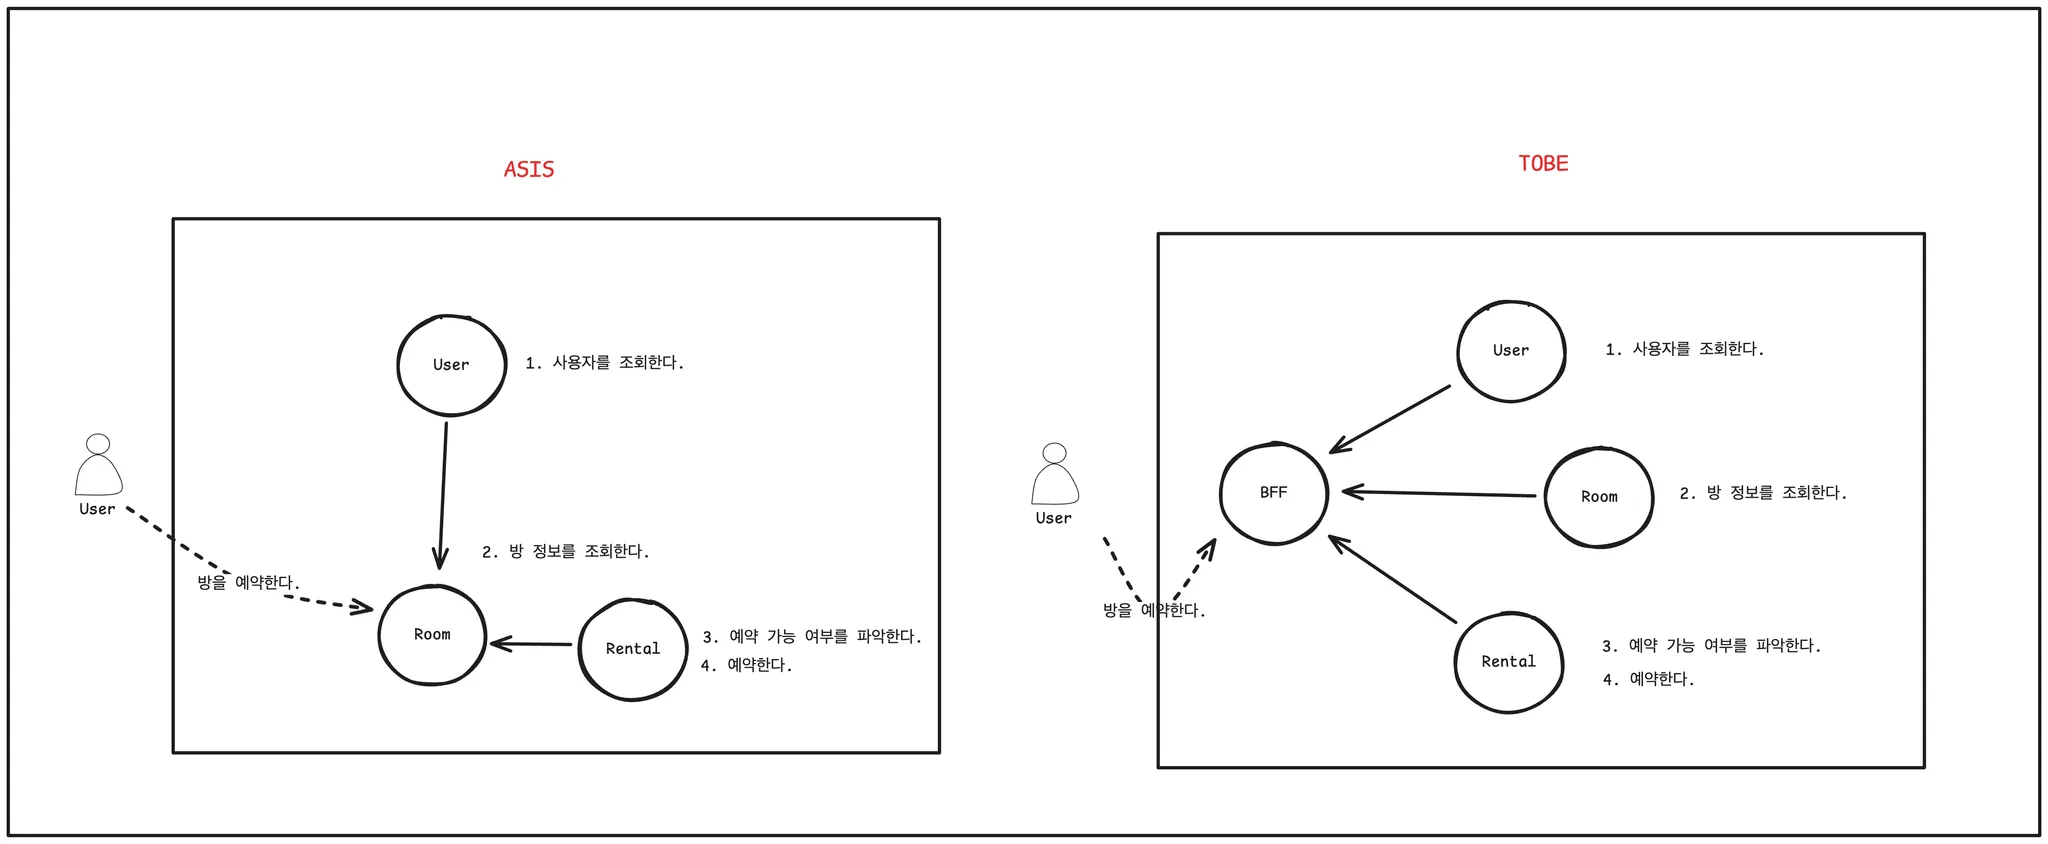 ASIS
User
1. 사용자를 조회한다.
User
2. 방 정보를 조회한다.
방을 예약한다.
Room
Rental
3. 예약 가능 여부를 파악한다.
4. 예약한다.
TOBE
User
1. 사용자를 조회한다.
User
BFF
Room
2. 방 정보를 조회한다.
방을 예약한다.
Rental
3. 예약 가능 여부를 파악한다.
4. 예약한다.